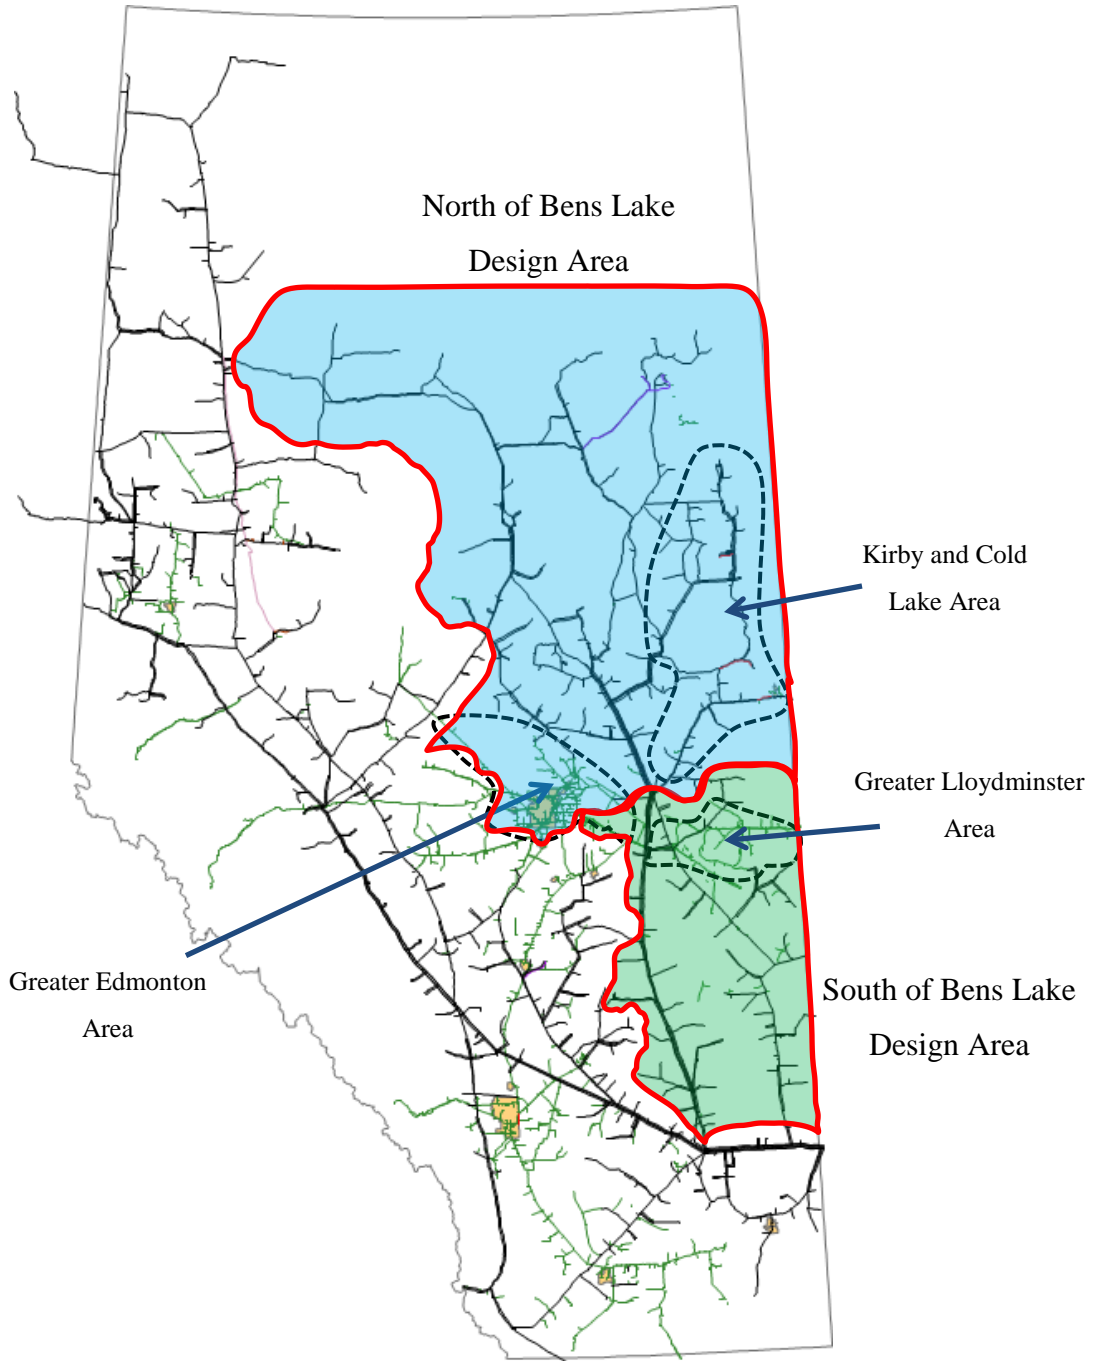 North of Bens Lake
Design Area
Kirby and Cold
Lake Area
Greater Lloydminster
Area
Greater Edmonton
Area
South of Bens Lake
Design Area